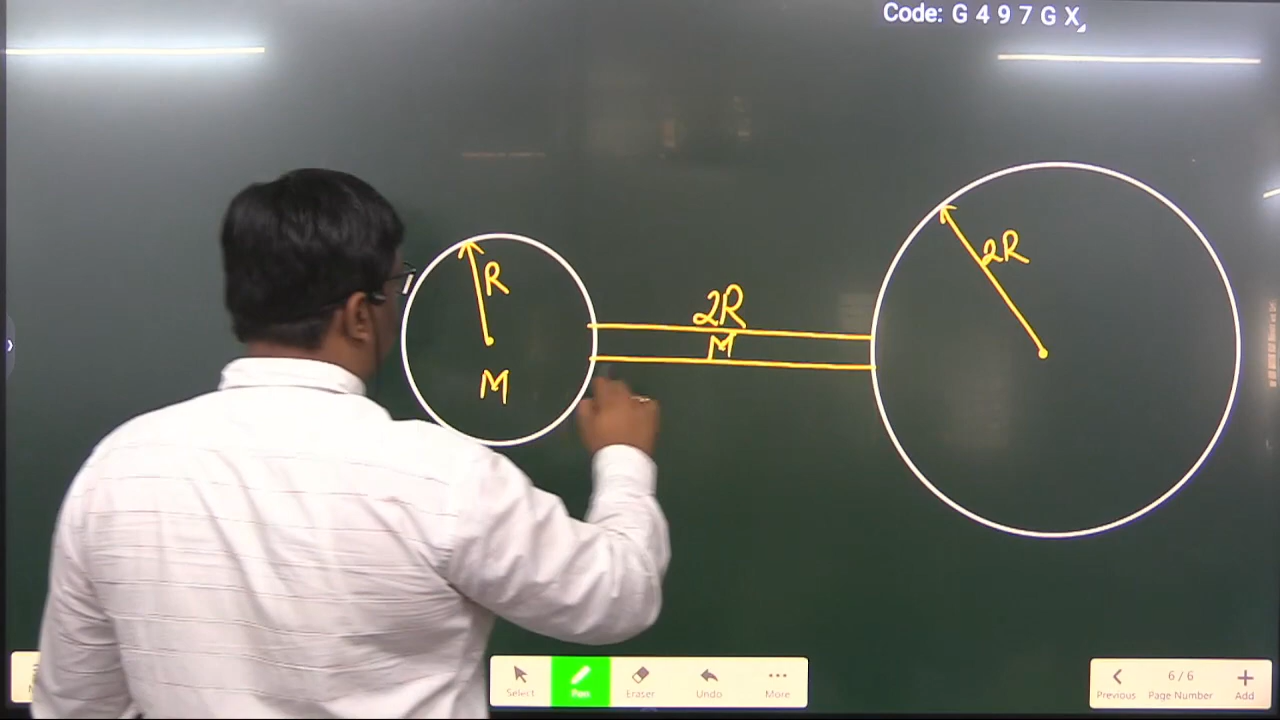 Code: G 4 9 7 G X
R
M
2R
M
2R
Select
Pen
Eraser
Undo
More
Previous
6 / 6
Page Number
Add